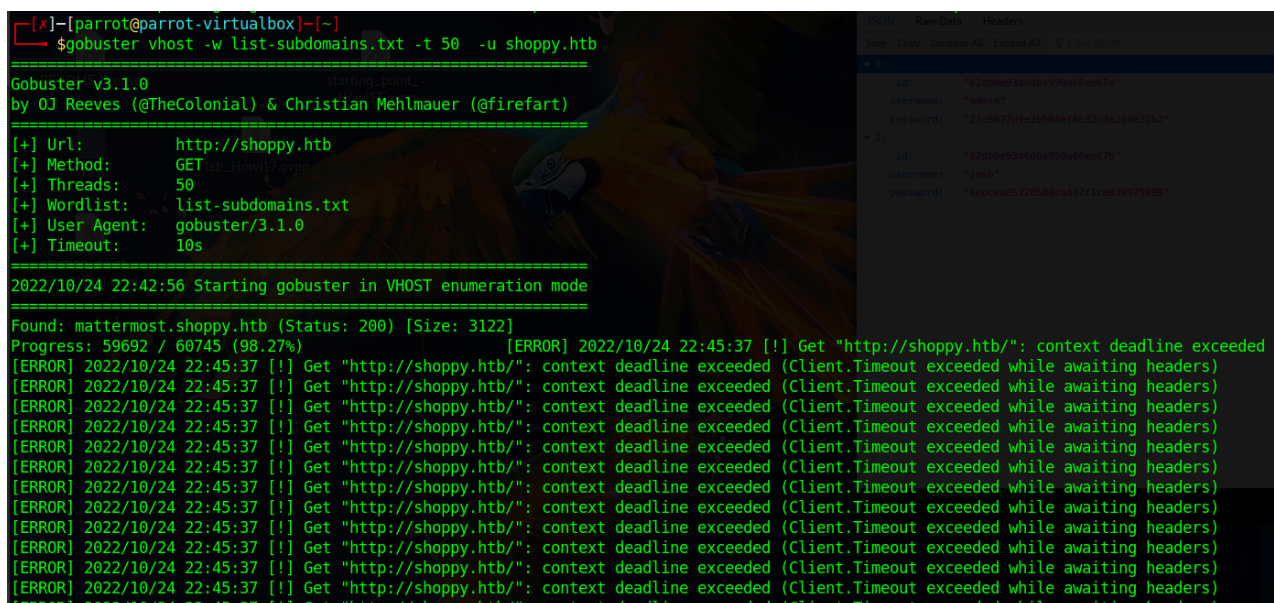 ┌─[✗]─[parrot@parrot-virtualbox]─[~]
└──╼ $gobuster vhost -w list-subdomains.txt -t 50  -u shoppy.htb
===============================================================
Gobuster v3.1.0
by OJ Reeves (@TheColonial) & Christian Mehlmauer (@firefart)
===============================================================
[+] Url:          http://shoppy.htb
[+] Method:       GET
[+] Threads:      50
[+] Wordlist:     list-subdomains.txt
[+] User Agent:   gobuster/3.1.0
[+] Timeout:      10s
===============================================================
2022/10/24 22:42:56 Starting gobuster in VHOST enumeration mode
===============================================================
Found: mattermost.shoppy.htb (Status: 200) [Size: 3122]
Progress: 59692 / 60745 (98.27%) [ERROR] 2022/10/24 22:45:37 [!] Get "http://shoppy.htb/": context deadline exceeded
[ERROR] 2022/10/24 22:45:37 [!] Get "http://shoppy.htb/": context deadline exceeded (Client.Timeout exceeded while awaiting headers)
[ERROR] 2022/10/24 22:45:37 [!] Get "http://shoppy.htb/": context deadline exceeded (Client.Timeout exceeded while awaiting headers)
[ERROR] 2022/10/24 22:45:37 [!] Get "http://shoppy.htb/": context deadline exceeded (Client.Timeout exceeded while awaiting headers)
[ERROR] 2022/10/24 22:45:37 [!] Get "http://shoppy.htb/": context deadline exceeded (Client.Timeout exceeded while awaiting headers)
[ERROR] 2022/10/24 22:45:37 [!] Get "http://shoppy.htb/": context deadline exceeded (Client.Timeout exceeded while awaiting headers)
[ERROR] 2022/10/24 22:45:37 [!] Get "http://shoppy.htb/": context deadline exceeded (Client.Timeout exceeded while awaiting headers)
[ERROR] 2022/10/24 22:45:37 [!] Get "http://shoppy.htb/": context deadline exceeded (Client.Timeout exceeded while awaiting headers)
[ERROR] 2022/10/24 22:45:37 [!] Get "http://shoppy.htb/": context deadline exceeded (Client.Timeout exceeded while awaiting headers)
[ERROR] 2022/10/24 22:45:37 [!] Get "http://shoppy.htb/": context deadline exceeded (Client.Timeout exceeded while awaiting headers)
[ERROR] 2022/10/24 22:45:37 [!] Get "http://shoppy.htb/": context deadline exceeded (Client.Timeout exceeded while awaiting headers)
[ERROR] 2022/10/24 22:45:37 [!] Get "http://shoppy.htb/": context deadline exceeded (Client.Timeout exceeded while awaiting headers)
[ERROR] 2022/10/24 22:45:37 [!] Get "http://shoppy.htb/": context deadline exceeded (Client.Timeout exceeded while awaiting headers)
starting_point_-
lab_Howl17.ovpn
JSON Raw Data Headers
Save Copy Collapse All Expand All Filter JSON
0:
_id:
username: "admin"
password:
1:
_id:
username: "josh"
password: